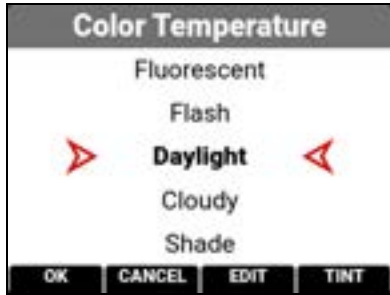 Color Temperature
Fluorescent
Flash
Daylight
Cloudy
Shade
OK CANCEL EDIT TINT